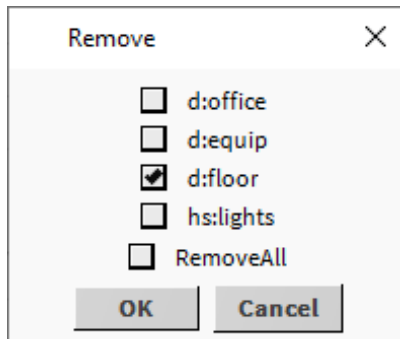 Remove
d:office
d:equip
d:floor
hs:lights
RemoveAll
OK Cancel